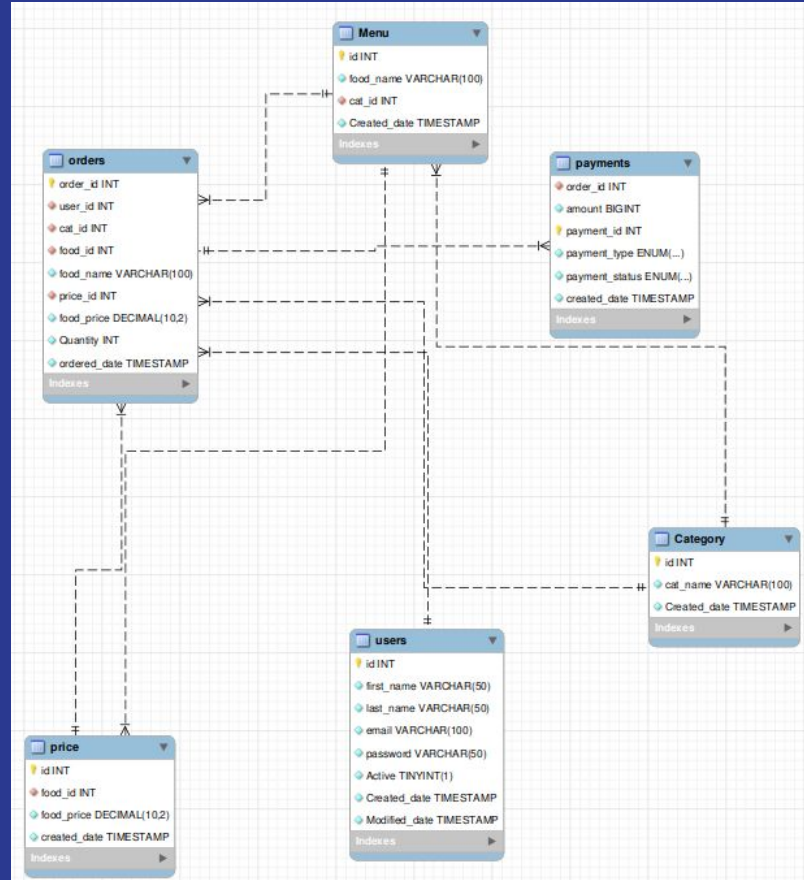 Menu
id INT
food_name VARCHAR(100)
cat_id INT
Created_date TIMESTAMP
Indexes
orders
order_id INT
user_id INT
cat_id INT
food_id INT
food_name VARCHAR(100)
price_id INT
food_price DECIMAL(10,2)
Quantity INT
ordered_date TIMESTAMP
Indexes
payments
order_id INT
amount BIGINT
payment_id INT
payment_type ENUM(...)
payment_status ENUM(...)
created_date TIMESTAMP
Indexes
Category
id INT
cat_name VARCHAR(100)
Created_date TIMESTAMP
Indexes
users
id INT
first_name VARCHAR(50)
last_name VARCHAR(50)
email VARCHAR(100)
password VARCHAR(50)
Active TINYINT(1)
Created_date TIMESTAMP
Modified_date TIMESTAMP
Indexes
price
id INT
food_id INT
food_price DECIMAL(10,2)
created_date TIMESTAMP
Indexes